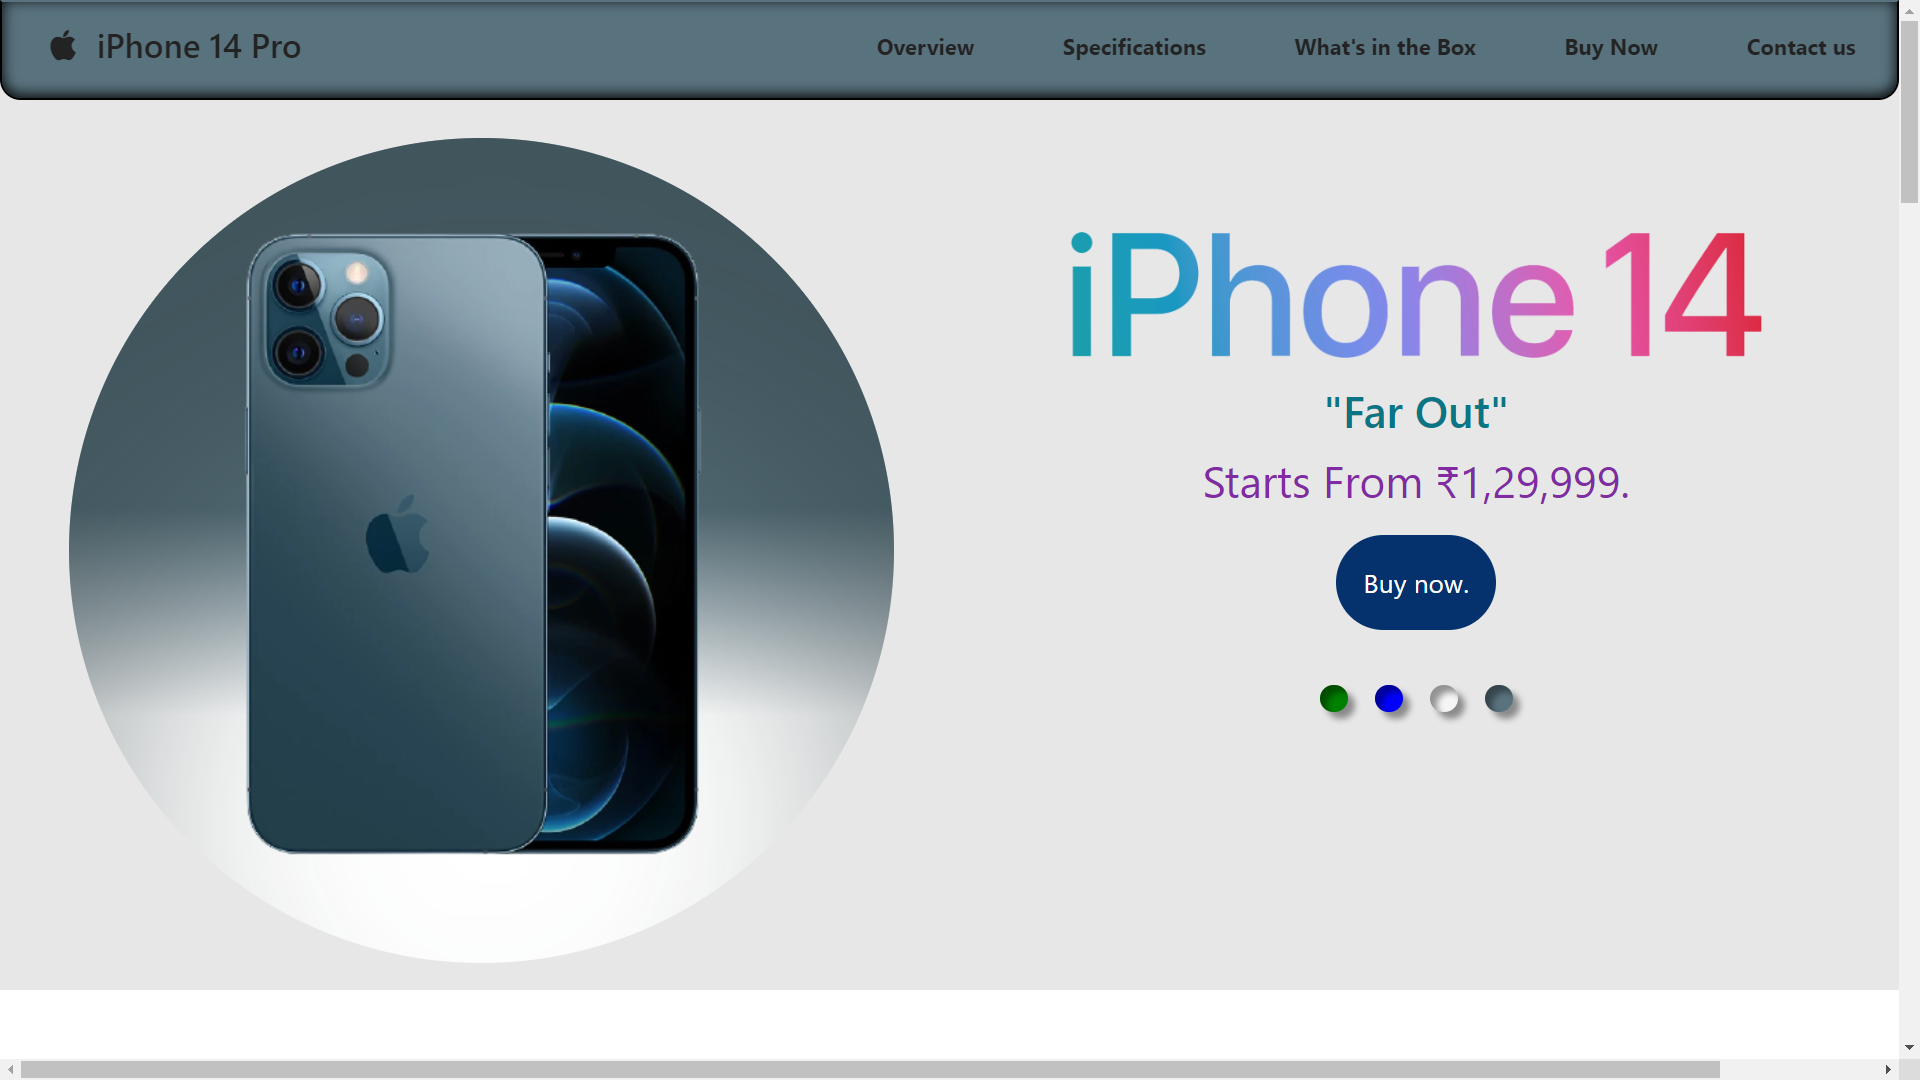 iPhone 14 Pro
Overview
Specifications
What's in the Box
Buy Now
Contact us
iPhone 14
"Far Out"
Starts From ₹1,29,999.
Buy now.